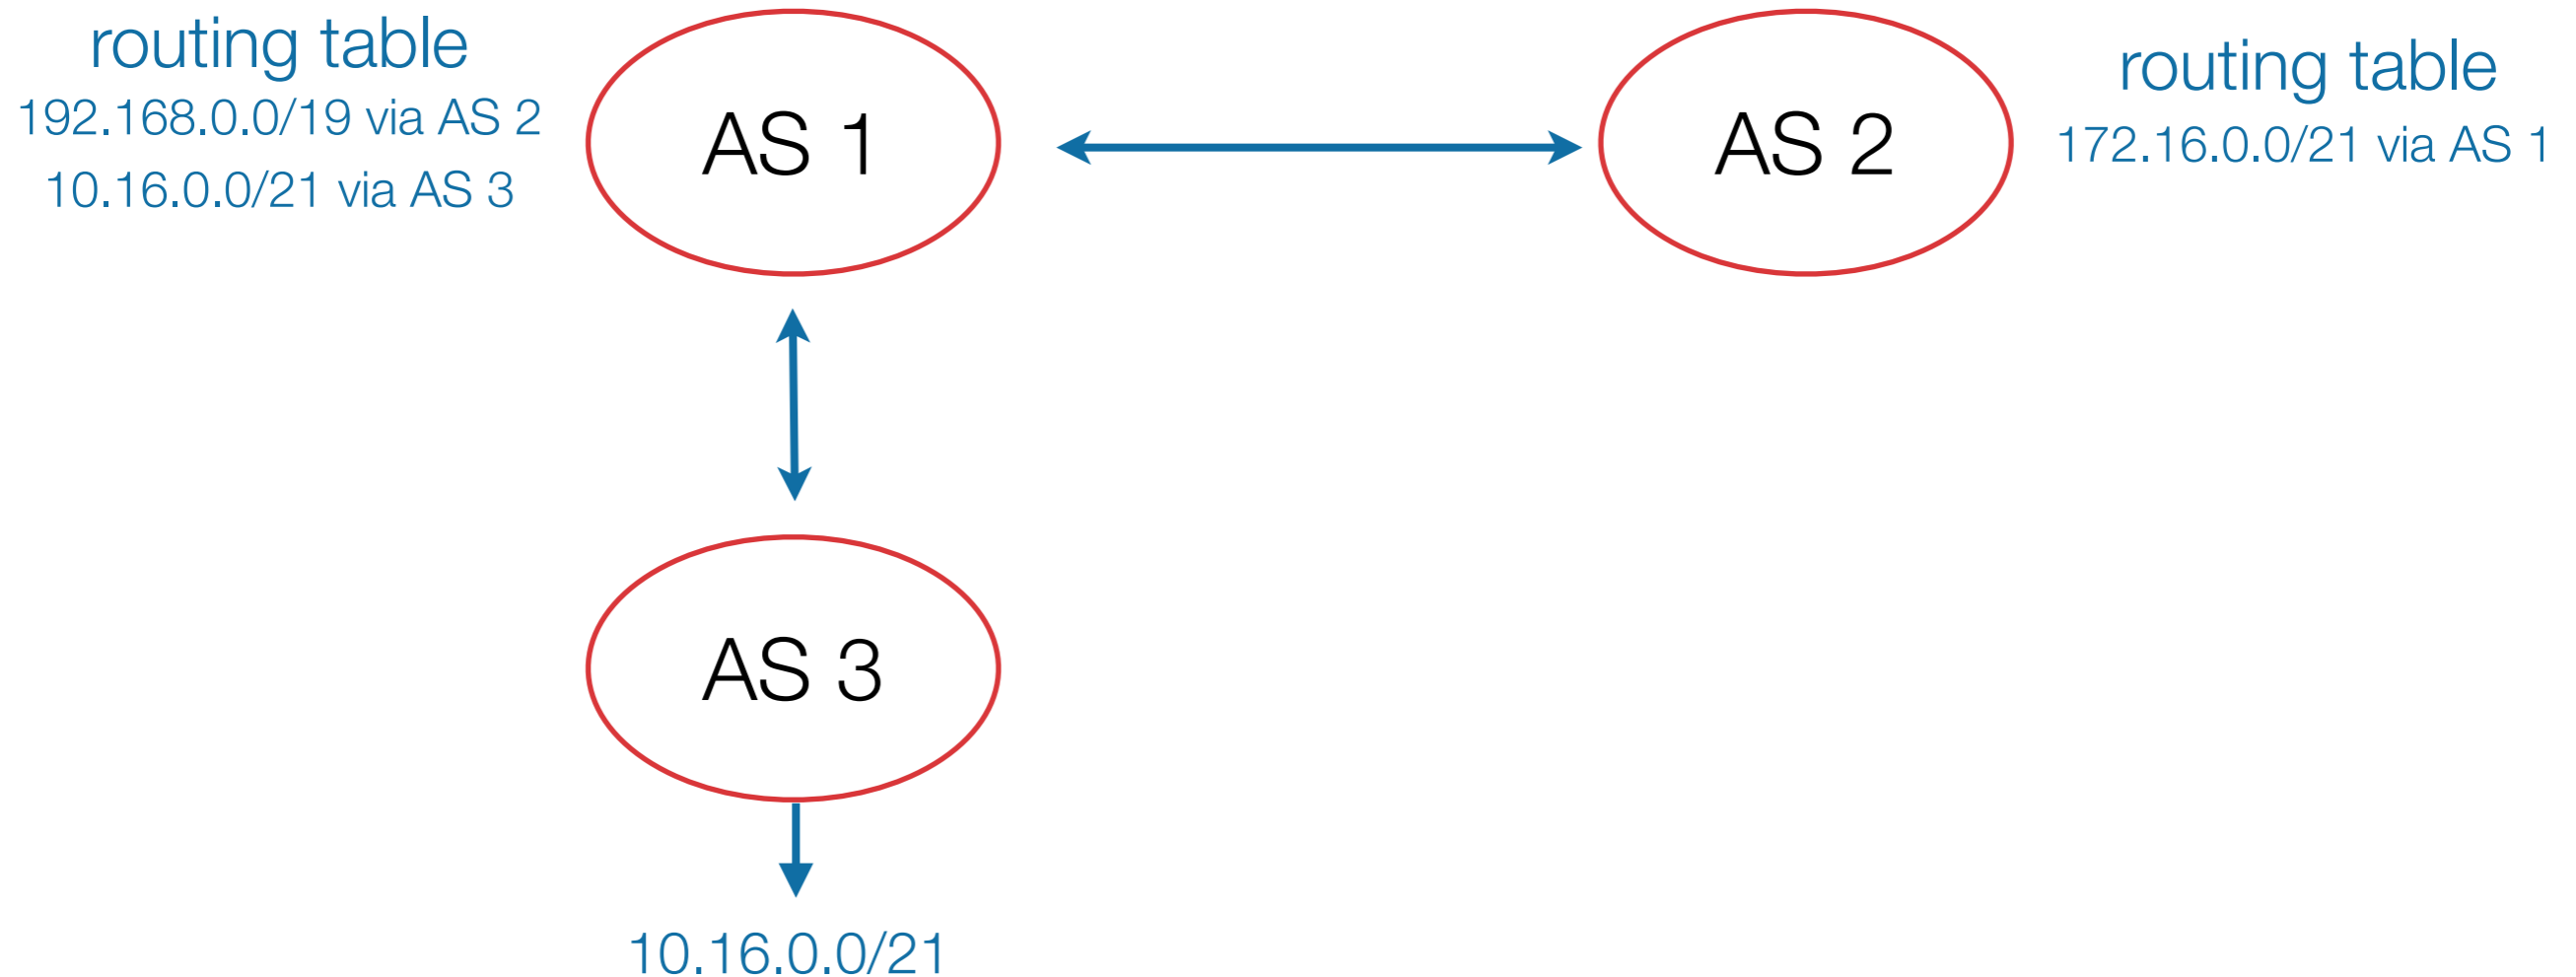 routing table
192.168.0.0/19 via AS 2
10.16.0.0/21 via AS 3
AS 1
AS 2
routing table
172.16.0.0/21 via AS 1
AS 3
10.16.0.0/21